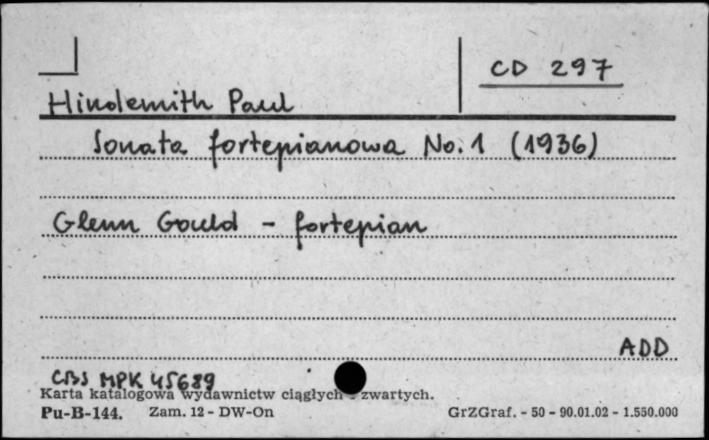 CD 297
Hindemith Paul
Sonata fortepianowa No. 1 (1936)
Glenn Gould - fortepian
ADD
CBS MPK 45689
Karta katalogowa wydawnictw ciągłych - zwartych.
Pu-B-144. Zam. 12 - DW-On GrZGraf. - 50 - 90.01.02 - 1.550.000